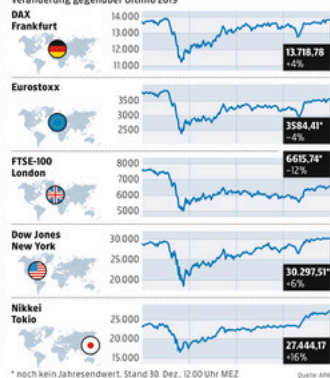 Veränderung gegenüber Ultimo 2019
DAX
Frankfurt
14.000
13.000
12.000
11.000
13.718,78
+4%
Eurostoxx
3500
3000
2500
3584,41*
-4%
FTSE-100
London
8000
7000
6000
5000
6615,74*
-12%
Dow Jones
New York
30.000
25.000
20.000
30.297,51*
+6%
Nikkei
Tokio
25.000
20.000
15.000
27.444,17
+16%
* noch kein Jahresendwert, Stand 30. Dez., 12.00 Uhr MEZ
Quelle: APA